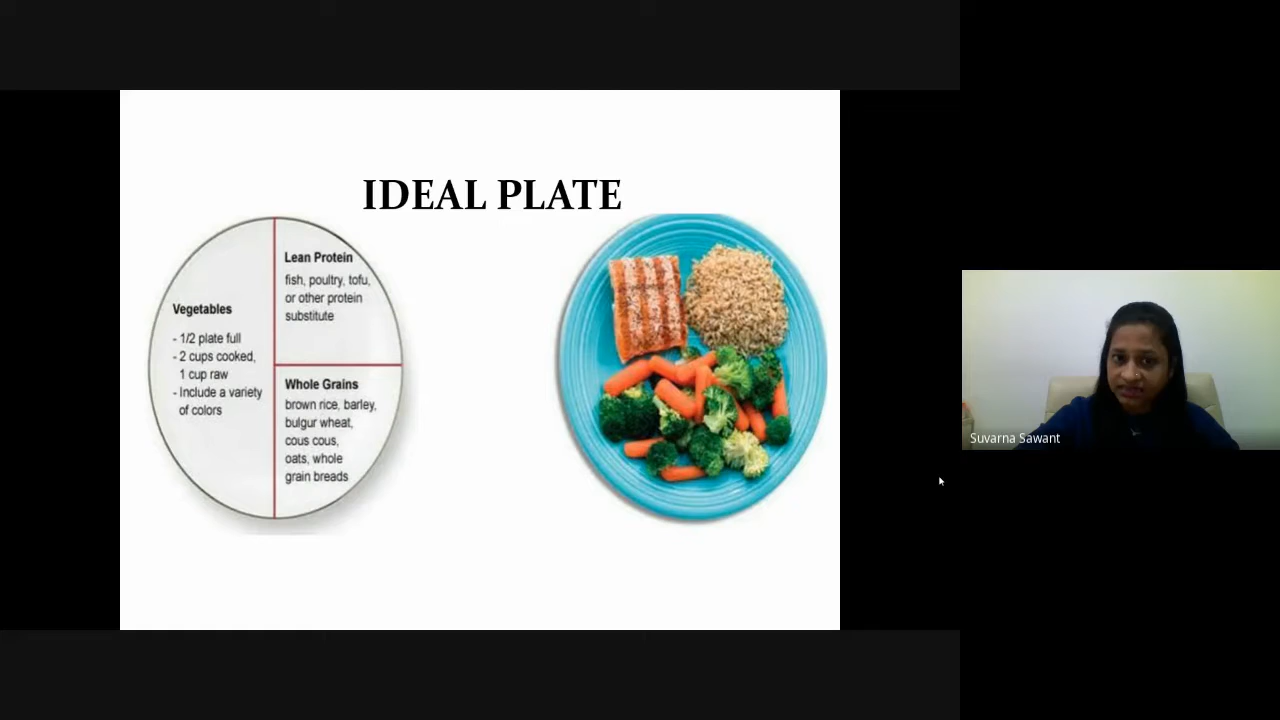 IDEAL PLATE
Vegetables
- 1/2 plate full
- 2 cups cooked,
1 cup raw
- Include a variety
of colors
Lean Protein
fish, poultry, tofu,
or other protein
substitute
Whole Grains
brown rice, barley,
bulgur wheat,
cous cous,
oats, whole
grain breads
Suvarna Sawant